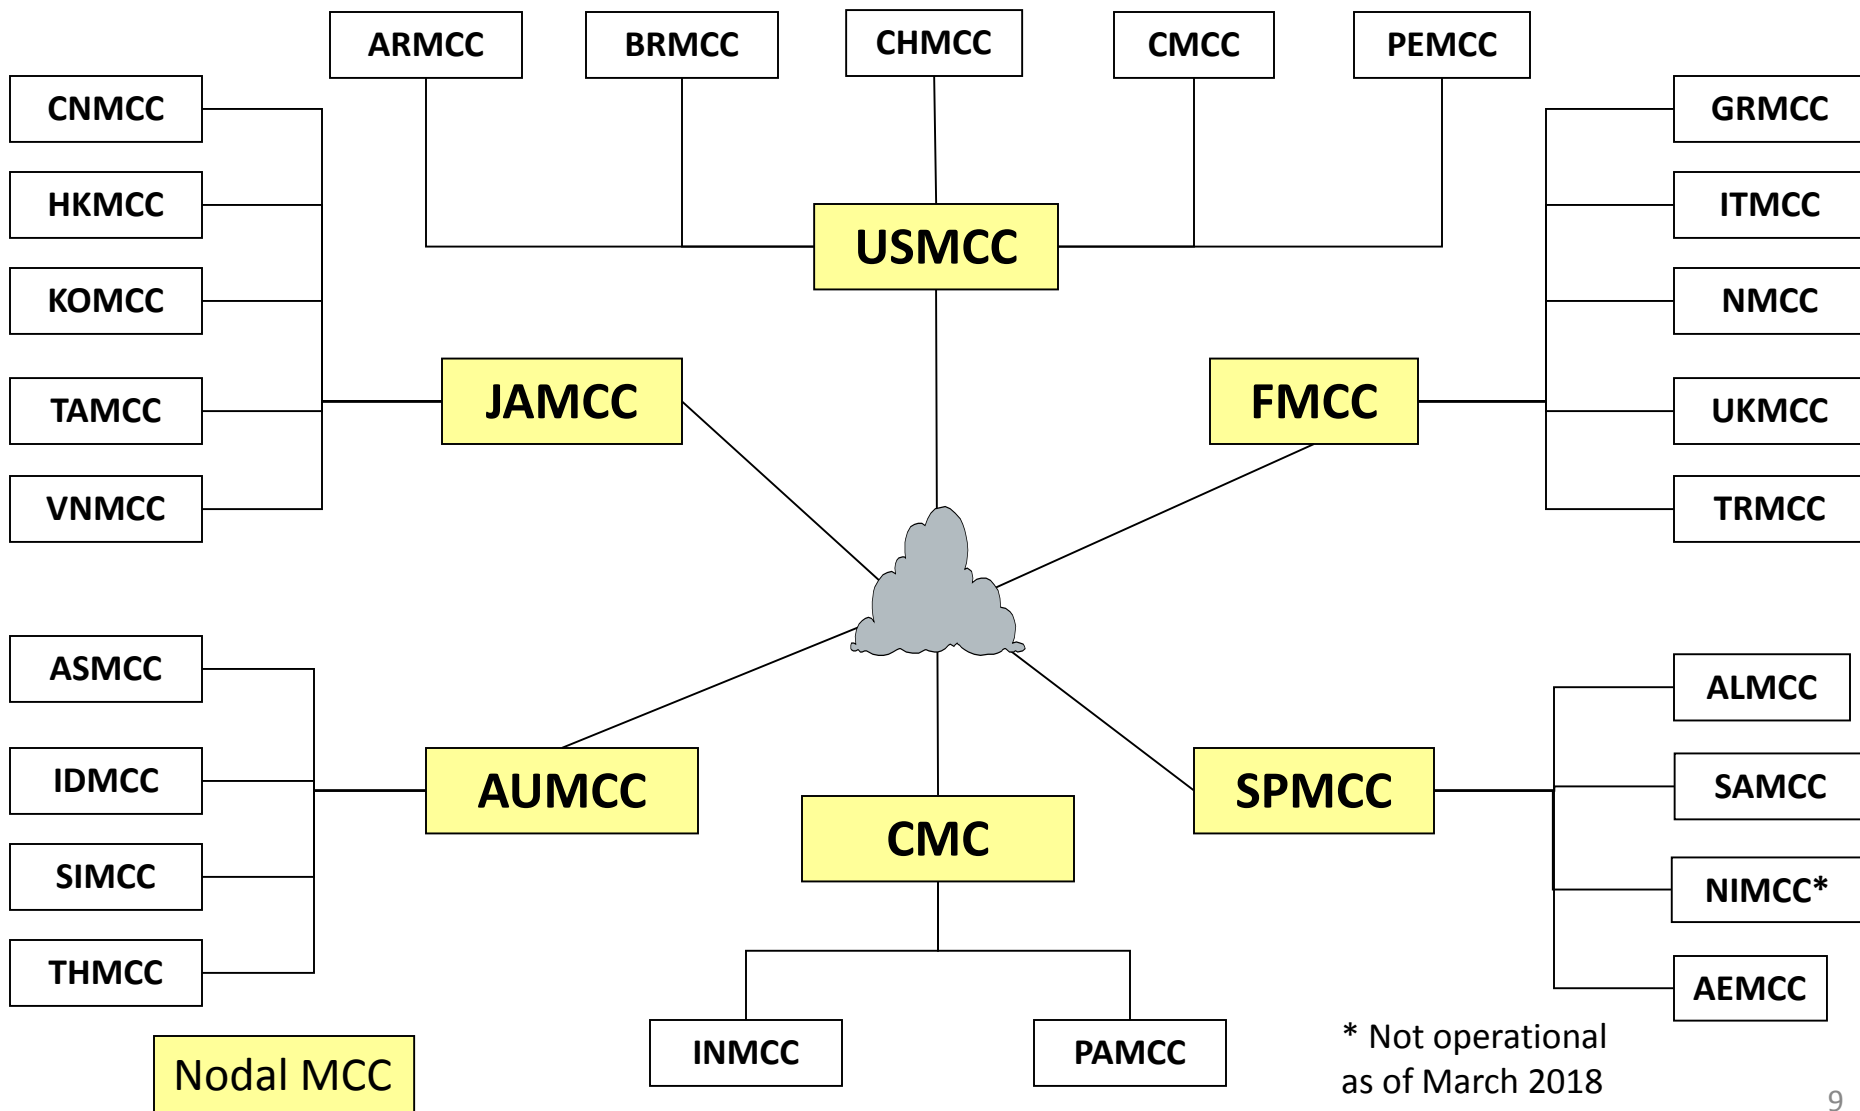 ARMCC
BRMCC
CHMCC
CMCC
PEMCC
CNMCC
HKMCC
KOMCC
TAMCC
VNMCC
GRMCC
ITMCC
NMCC
UKMCC
TRMCC
USMCC
JAMCC
FMCC
ASMCC
IDMCC
SIMCC
THMCC
AUMCC
CMC
SPMCC
ALMCC
SAMCC
NIMCC*
AEMCC
INMCC
PAMCC
Nodal MCC
* Not operational
as of March 2018
9